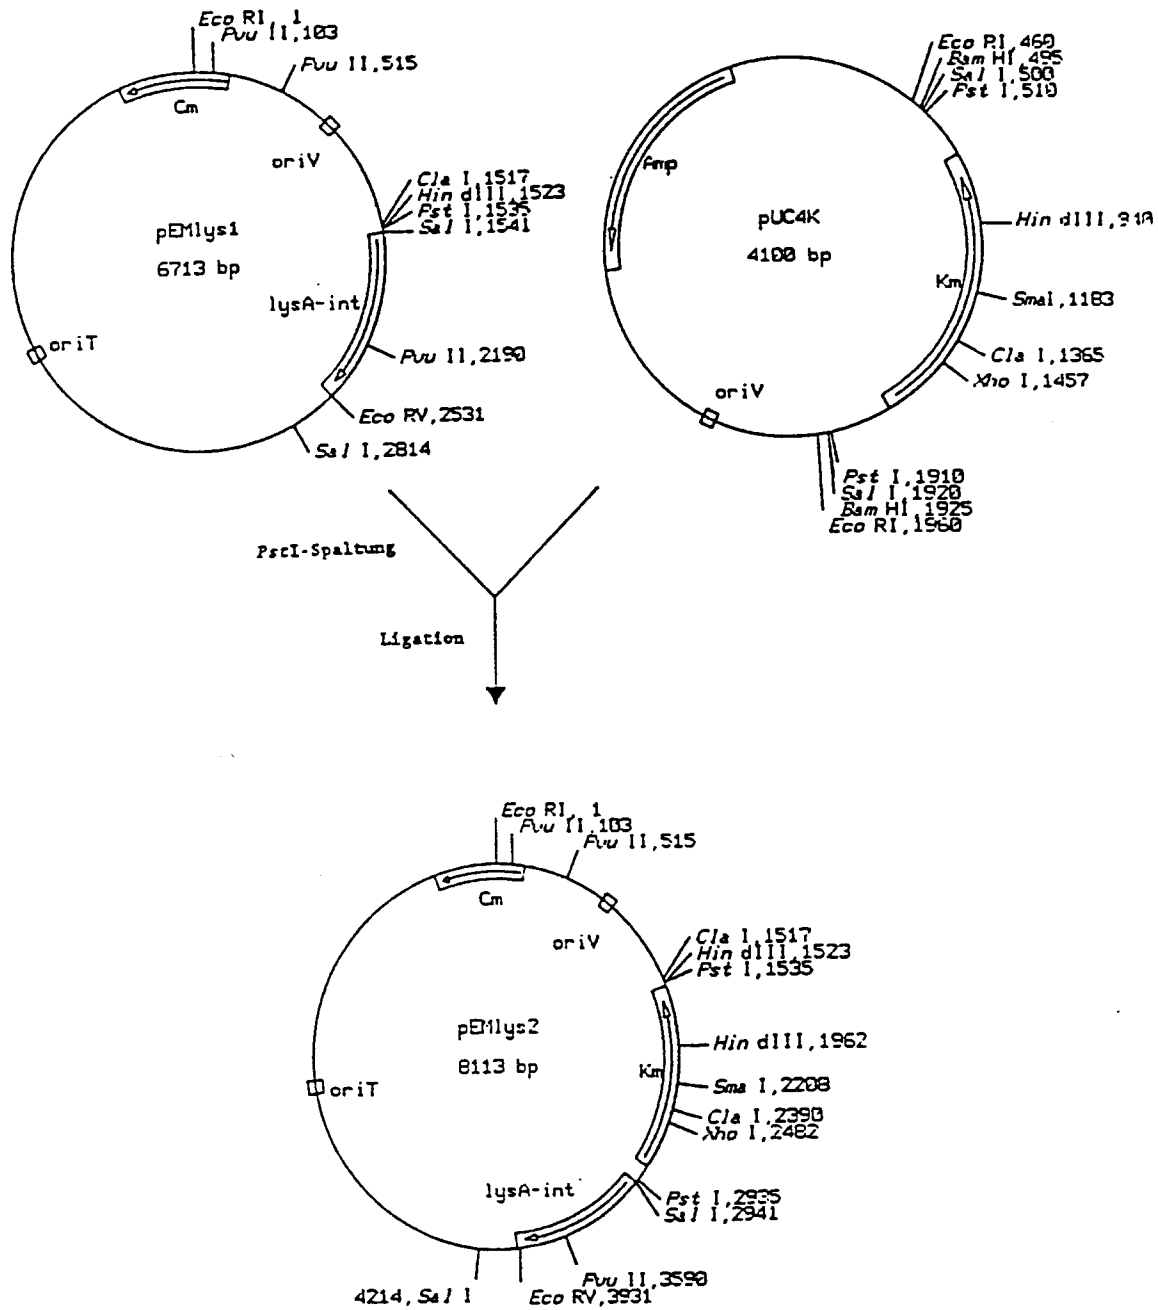 Eco RI, 1
Pvu II,103
Pvu II,515
Cm
oriV
Cla I,1517
Hin dIII,1523
Pst I,1535
Sal I,1541
pEMlys1
6713 bp
lysA-int
oriT
Pvu II,2190
Eco RV,2531
Sal I,2814
Eco RI,460
Bam HI,495
Sal I,500
Pst I,510
Amp
pUC4K
4100 bp
Hin dIII,
Km
SmaI,1183
Cla I,1365
Xho I,1457
oriV
Pst I,1910
Sal I,1920
Bam HI,1925
Eco RI,1960
PstI-Spaltung
Ligation
Eco RI, 1
Pvu II,103
Pvu II,515
Cm
oriV
Cla I,1517
Hin dIII,1523
Pst I,1535
pEMlys2
8113 bp
Hin dIII,1962
Km
oriT
Sma I,2208
Cla I,2390
Xho I,2482
lysA-int
Pst I,2935
Sal I,2941
Pvu II,3590
4214, Sal I
Eco RV,3931